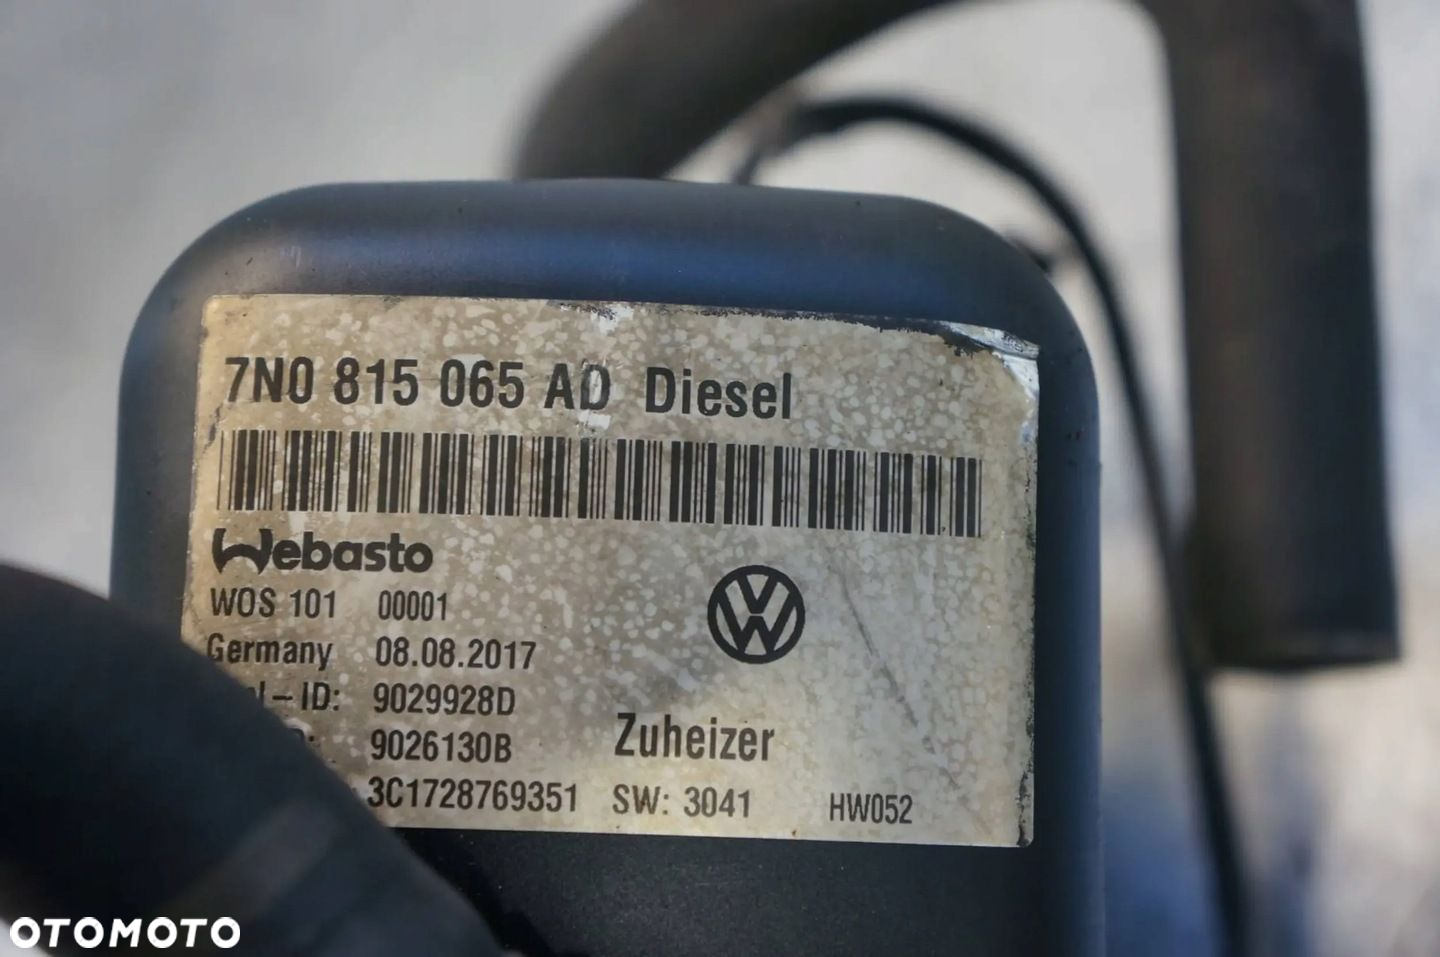 7N0 815 065 AD Diesel
Webasto
WOS 101 00001
Germany 08.08.2017
ID: 9029928D
9026130B
3C1728769351
Zuheizer
SW: 3041 HW052
OTOMOTO